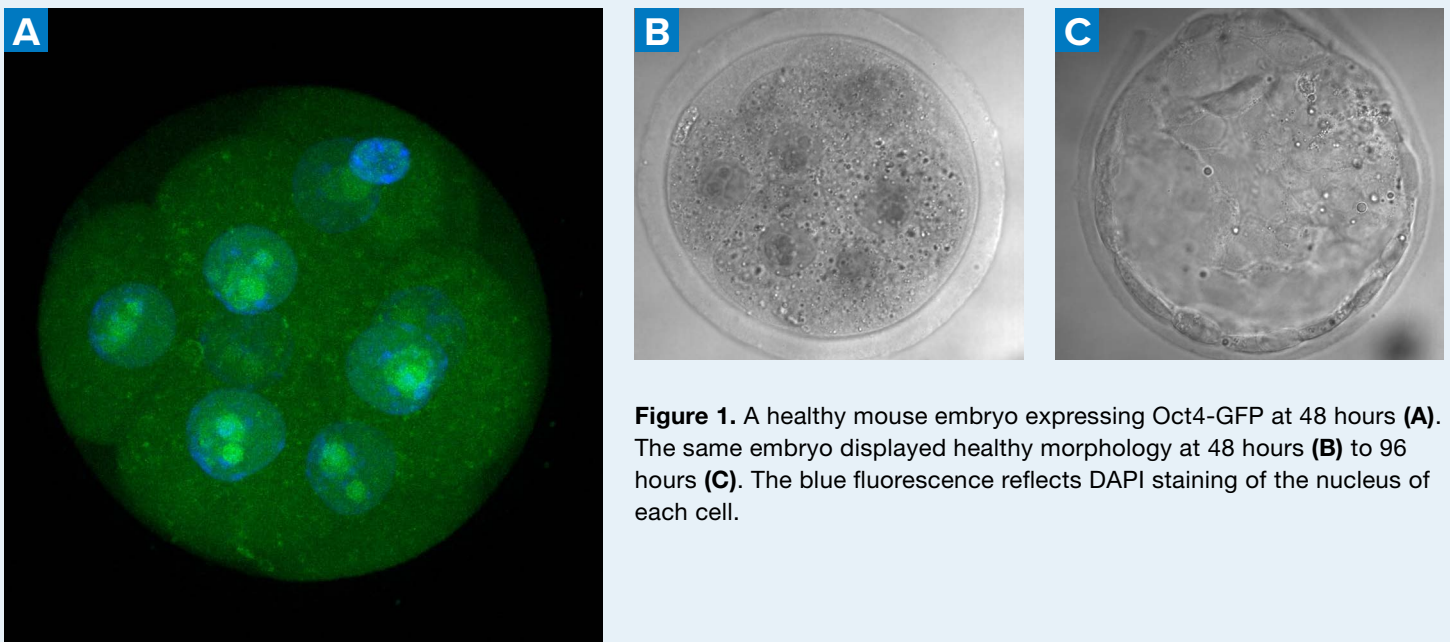 A
B
C
Figure 1. A healthy mouse embryo expressing Oct4-GFP at 48 hours (A).
The same embryo displayed healthy morphology at 48 hours (B) to 96
hours (C). The blue fluorescence reflects DAPI staining of the nucleus of
each cell.